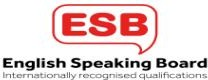 ESB
English Speaking Board
Internationally recognised qualifications